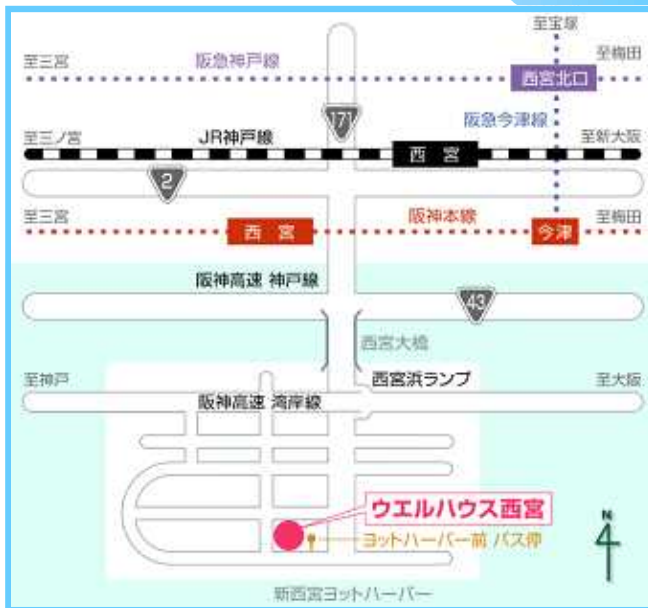 至宝塚
至三宮
阪急神戸線
至梅田
西宮北口
171
阪急今津線
至三ノ宮
JR神戸線
至新大阪
西宮
2
至三宮
阪神本線
至梅田
西宮
今津
阪神高速 神戸線
43
西宮大橋
至神戸
西宮浜ランプ
至大阪
阪神高速 湾岸線
ウエルハウス西宮
N
ヨットハーバー前 バス停
新西宮ヨットハーバー